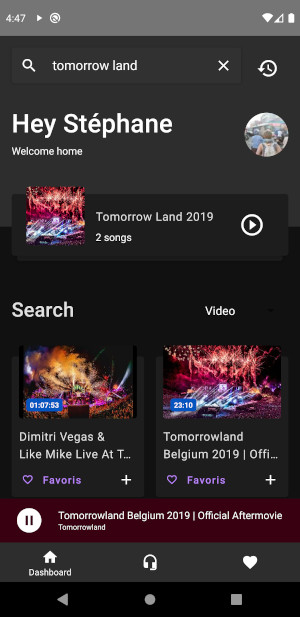 4:47
tomorrow land
Hey Stéphane
Welcome home
Tomorrow Land 2019
2 songs
Search
Video
01:07:53
23:10
Dimitri Vegas &
Like Mike Live At T...
Tomorrowland
Belgium 2019 | Offi...
Favoris
Favoris
Tomorrowland Belgium 2019 | Official Aftermovie
Tomorrowland
Dashboard